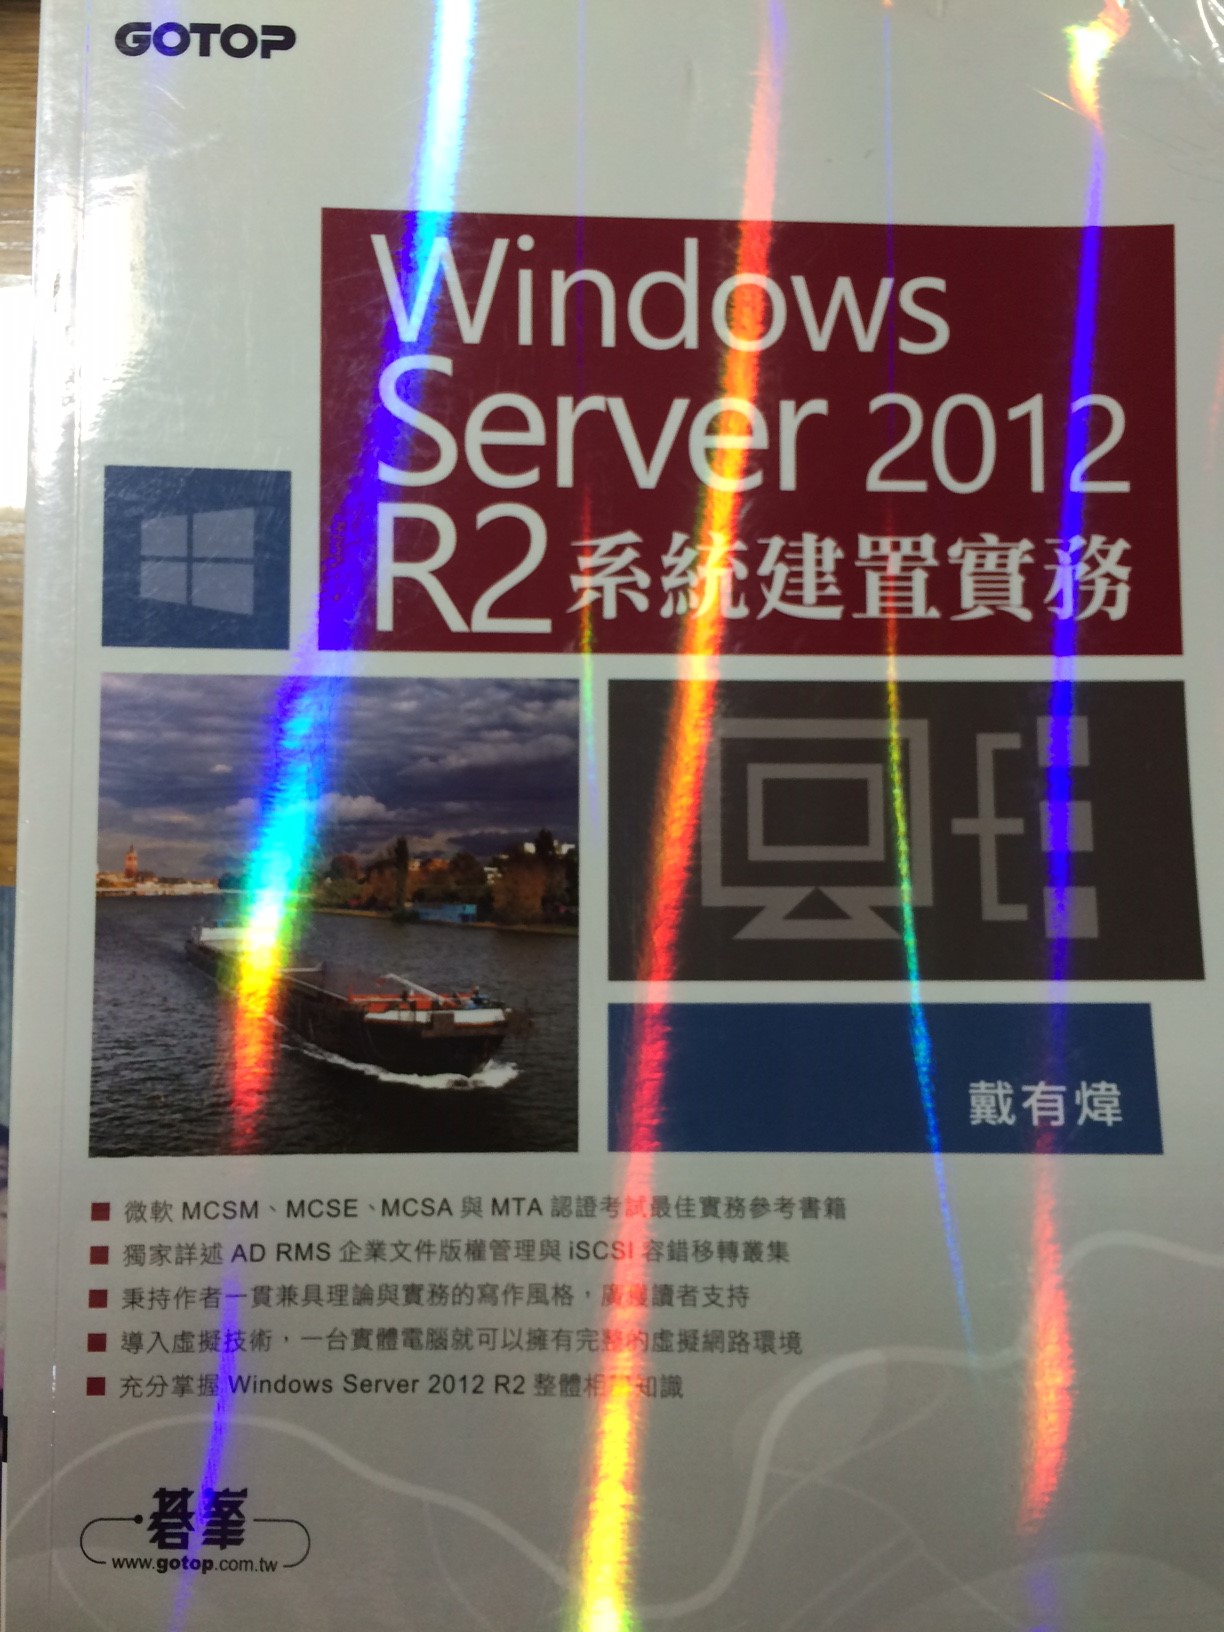 GOTOP
Windows
Server 2012
R2 系統建置實務
戴有煒
微軟 MCSM、MCSE、MCSA 與 MTA 認證考試最佳實務參考書籍
獨家詳述 AD RMS 企業文件版權管理與 iSCSI 容錯移轉叢集
秉持作者一貫兼具理論與實務的寫作風格，廣獲讀者支持
導入虛擬技術，一台實體電腦就可以擁有完整的虛擬網路環境
充分掌握 Windows Server 2012 R2 整體相關知識
碁峯
www.gotop.com.tw